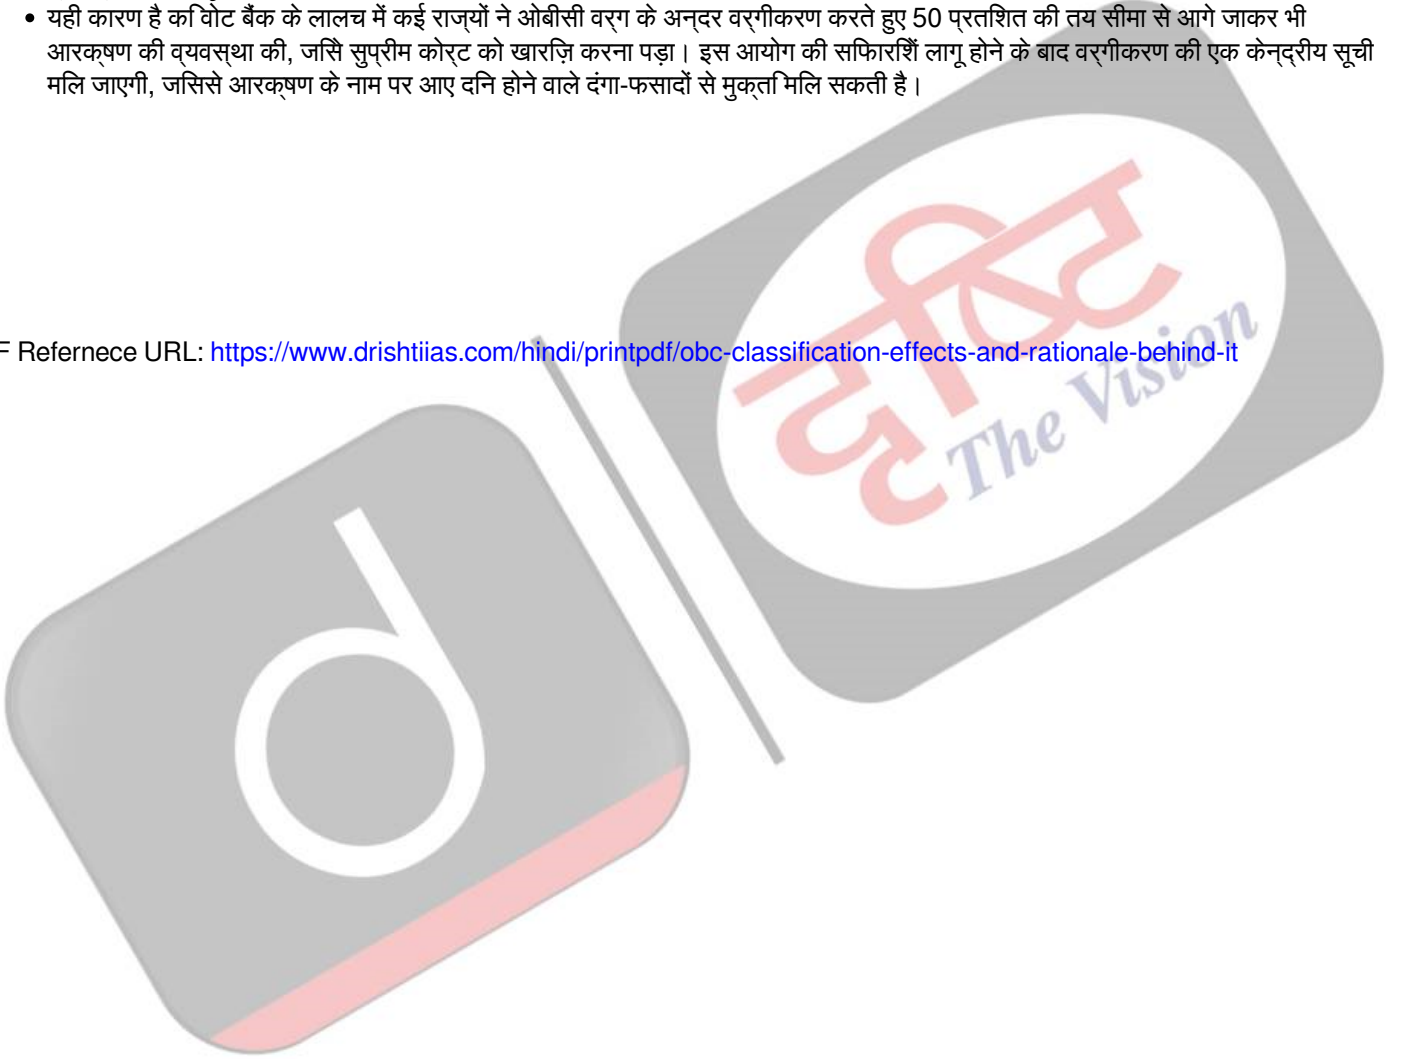 • यही कारण है कि वोट बैंक के लालच में कई राज्यों ने ओबीसी वर्ग के अन्दर वर्गीकरण करते हुए 50 प्रतिशत की तय सीमा से आगे जाकर भी
आरक्षण की व्यवस्था की, जिसे सुप्रीम कोर्ट को खारिज़ करना पड़ा। इस आयोग की सिफारिशें लागू होने के बाद वर्गीकरण की एक केन्द्रीय सूची
मिल जाएगी, जिससे आरक्षण के नाम पर आए दिन होने वाले दंगा-फसादों से मुक्ति मिल सकती है।
F Refernece URL: https://www.drishtiias.com/hindi/printpdf/obc-classification-effects-and-rationale-behind-it
दृष्टि
The Vision
d